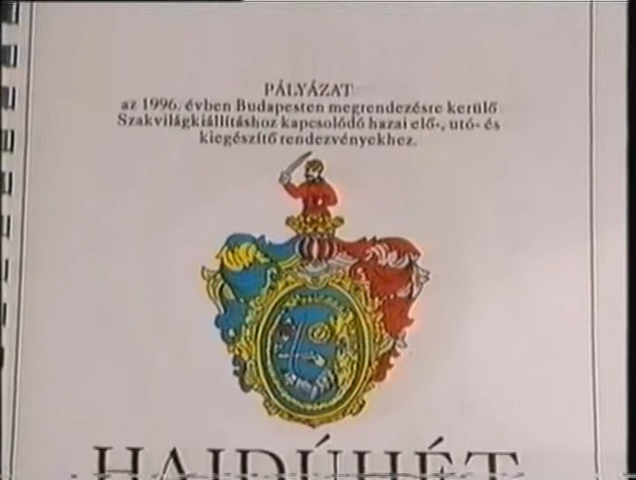 PÁLYÁZAT
az 1996. évben Budapesten megrendezésre kerülő
Szakvilágkiállításhoz kapcsolódó hazai elő-, utó- és
kiegészítő rendezvényekhez.
HAJDÚHÉT